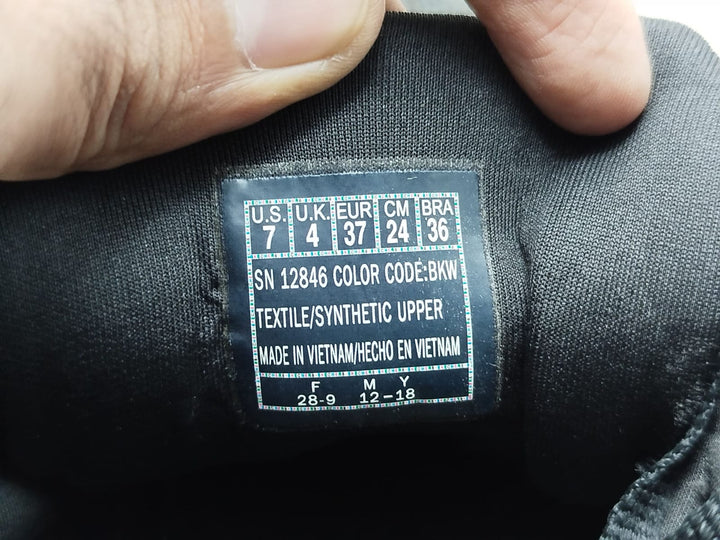 U.S. U.K. EUR CM BRA
7 4 37 24 36
SN 12846 COLOR CODE:BKW
TEXTILE/SYNTHETIC UPPER
MADE IN VIETNAM/HECHO EN VIETNAM
F M Y
28-9 12-18